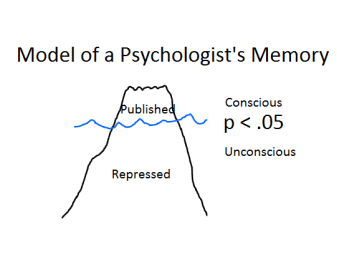 Model of a Psychologist's Memory
Published
Conscious
p < .05
Unconscious
Repressed